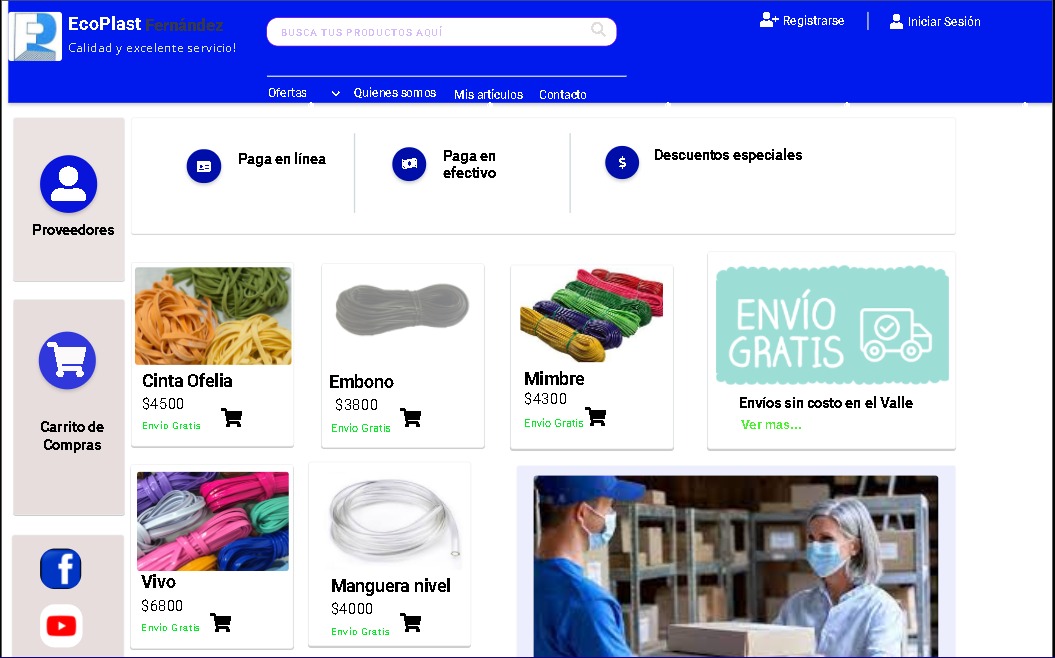 EcoPlast Fernández
Calidad y excelente servicio!
BUSCA TUS PRODUCTOS AQUÍ
Registrarse
Iniciar Sesión
Ofertas
Quienes somos
Mis articulos
Contacto
Proveedores
Paga en línea
Paga en
efectivo
Descuentos especiales
Carrito de
Compras
Cinta Ofelia
$4500
Envio Gratis
Embono
$3800
Envio Gratis
Mimbre
$4300
Envio Gratis
ENVÍO
GRATIS
Envíos sin costo en el Valle
Ver mas...
Vivo
$6800
Envio Gratis
Manguera nivel
$4000
Envio Gratis